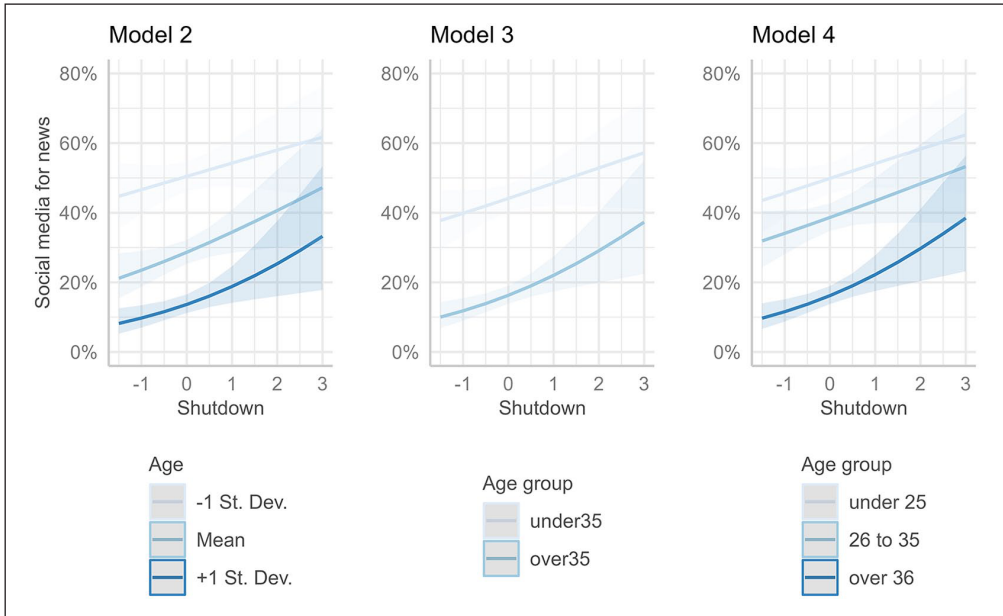 Model 2
Model 3
Model 4
Social media for news
80%
60%
40%
20%
0%
-1 0 1 2 3
Shutdown
80%
60%
40%
20%
0%
-1 0 1 2 3
Shutdown
80%
60%
40%
20%
0%
-1 0 1 2 3
Shutdown
Age
-1 St. Dev.
Mean
+1 St. Dev.
Age group
under35
over35
Age group
under 25
26 to 35
over 36